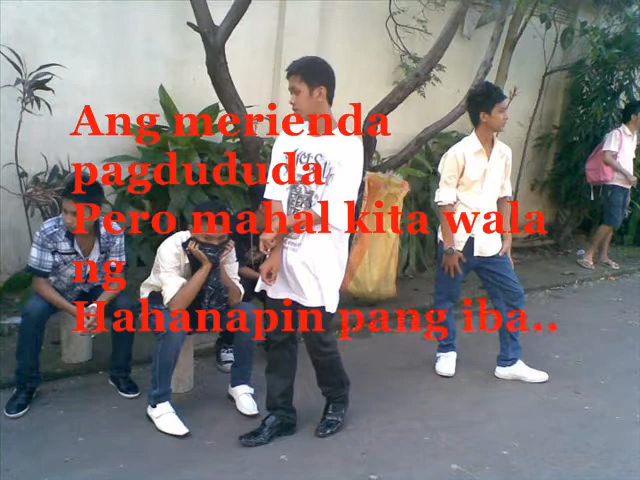 Ang merienda
pagdududa
Pero mahal kita wala
ng
Hahanapin pang iba..